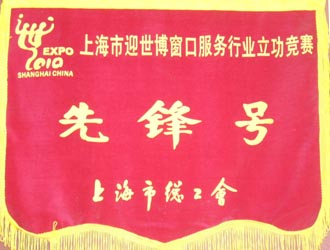 EXPO
2010
SHANGHAI CHINA
上海市迎世博窗口服务行业立功竞赛
先锋号
上海市总工會